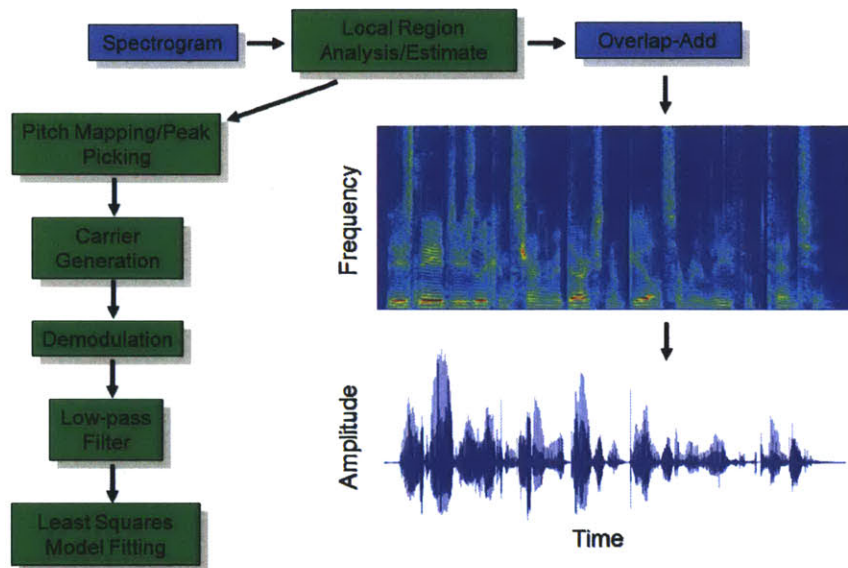 Spectrogram
Local Region
Analysis/Estimate
Overlap-Add
Pitch Mapping/Peak
Picking
Carrier
Generation
Demodulation
Low-pass
Filter
Least Squares
Model Fitting
Frequency
Amplitude
Time